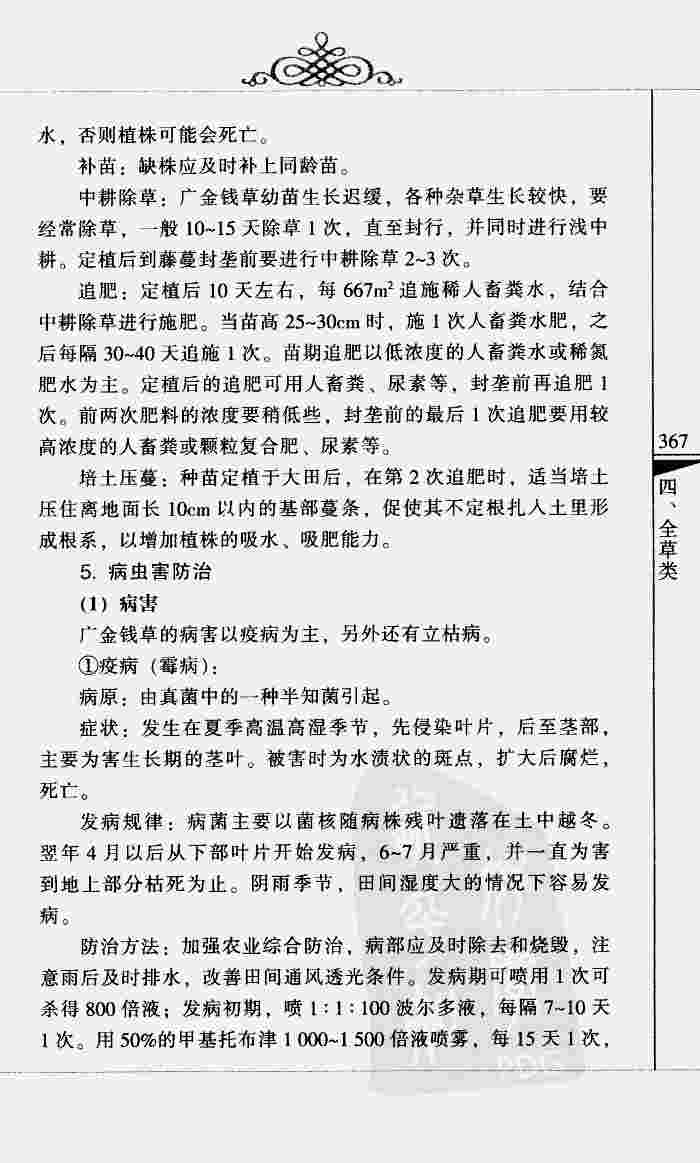 水，否则植株可能会死亡。
补苗：缺株应及时补上同龄苗。
中耕除草：广金钱草幼苗生长迟缓，各种杂草生长较快，要
经常除草，一般 10~15 天除草 1 次，直至封行，并同时进行浅中
耕。定植后到藤蔓封垄前要进行中耕除草 2~3 次。
追肥：定植后 10 天左右，每 667m² 追施稀人畜粪水，结合
中耕除草进行施肥。当苗高 25~30cm 时，施 1 次人畜粪水肥，之
后每隔 30~40 天追施 1 次。苗期追肥以低浓度的人畜粪水或稀氮
肥水为主。定植后的追肥可用人畜粪、尿素等，封垄前再追肥 1
次。前两次肥料的浓度要稍低些，封垄前的最后 1 次追肥要用较
高浓度的人畜粪或颗粒复合肥、尿素等。
培土压蔓：种苗定植于大田后，在第 2 次追肥时，适当培土
压住离地面长 10cm 以内的基部蔓条，促使其不定根扎人土里形
成根系，以增加植株的吸水、吸肥能力。
5. 病虫害防治
(1) 病害
广金钱草的病害以疫病为主，另外还有立枯病。
①疫病（霉病）：
病原：由真菌中的一种半知菌引起。
症状：发生在夏季高温高湿季节，先侵染叶片，后至茎部，
主要为害生长期的茎叶。被害时为水渍状的斑点，扩大后腐烂，
死亡。
发病规律：病菌主要以菌核随病株残叶遗落在土中越冬。
翌年 4 月以后从下部叶片开始发病，6~7 月严重，并一直为害
到地上部分枯死为止。阴雨季节，田间湿度大的情况下容易发
病。
防治方法：加强农业综合防治，病部应及时除去和烧毁，注
意雨后及时排水，改善田间通风透光条件。发病期可喷用 1 次可
杀得 800 倍液；发病初期，喷 1∶1∶100 波尔多液，每隔 7~10 天
1 次。用 50%的甲基托布津 1 000~1 500 倍液喷雾，每 15 天 1 次，
367
四、全草类
PDG